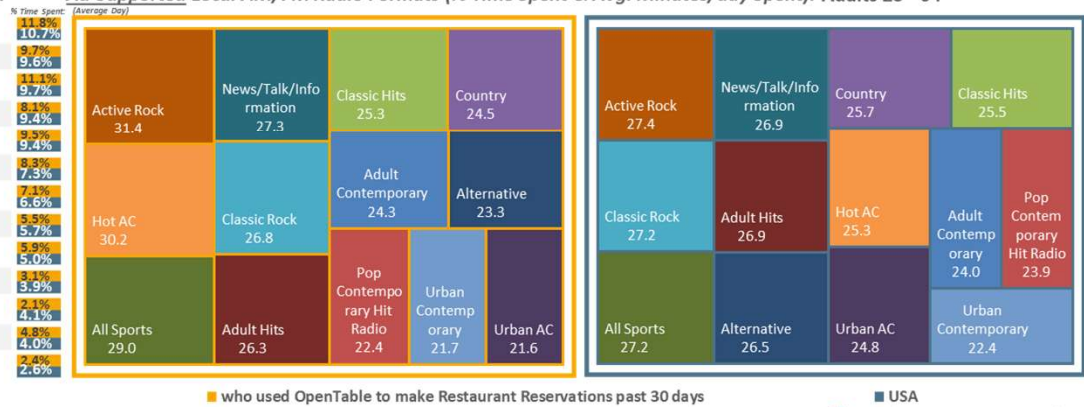 % Time Spent: (Average Day)
11.8%
10.7%
9.7%
9.6%
11.1%
9.7%
8.1%
9.4%
9.5%
9.4%
8.3%
7.3%
7.1%
6.6%
5.5%
5.7%
5.9%
5.0%
3.1%
3.9%
2.1%
4.1%
4.8%
4.0%
2.4%
2.6%
Active Rock
31.4
News/Talk/Info
rmation
27.3
Classic Hits
25.3
Country
24.5
Hot AC
30.2
Classic Rock
26.8
Adult
Contemporary
24.3
Alternative
23.3
All Sports
29.0
Adult Hits
26.3
Pop
Contempo
rary Hit
Radio
22.4
Urban
Contemp
orary
21.7
Urban AC
21.6
Active Rock
27.4
News/Talk/Info
rmation
26.9
Country
25.7
Classic Hits
25.5
Classic Rock
27.2
Adult Hits
26.9
Hot AC
25.3
Adult
Contemp
orary
24.0
Pop
Contem
porary
Hit Radio
23.9
All Sports
27.2
Alternative
26.5
Urban AC
24.8
Urban
Contemporary
22.4
who used OpenTable to make Restaurant Reservations past 30 days
USA